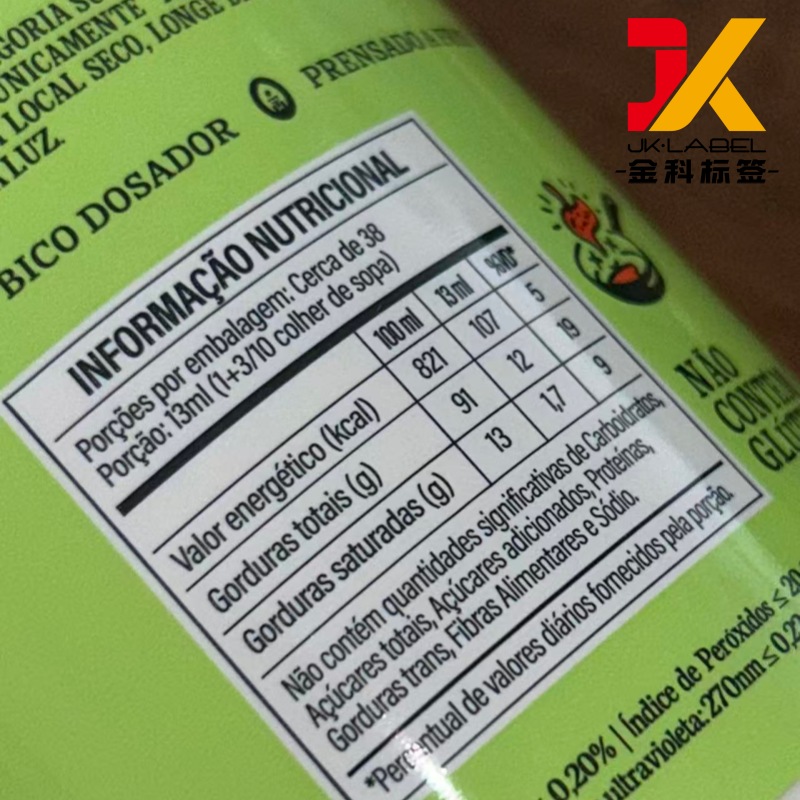 GORIA
UNICAMENTE
LOCAL SECO, LONGE
LUZ.
BICO DOSADOR
PRENSADO A
JK
JK·LABEL
-金科标签-
INFORMAÇÃO NUTRICIONAL
Porções por embalagem: Cerca de 38
Porção: 13ml (1+3/10 colher de sopa)
100 ml 13 ml %VD*
Valor energético (kcal) 821 107 5
Gorduras totais (g) 91 12 19
Gorduras saturadas (g) 13 1,7 9
Não contém quantidades significativas de Carboidratos,
Açúcares totais, Açúcares adicionados, Proteínas,
Gorduras trans, Fibras Alimentares e Sódio.
*Percentual de valores diários fornecidos pela porção.
NÃO
CONTÉM
GLÚT
0,20% | Índice de Peróxidos ≤ 20
ultravioleta: 270nm ≤ 0,22